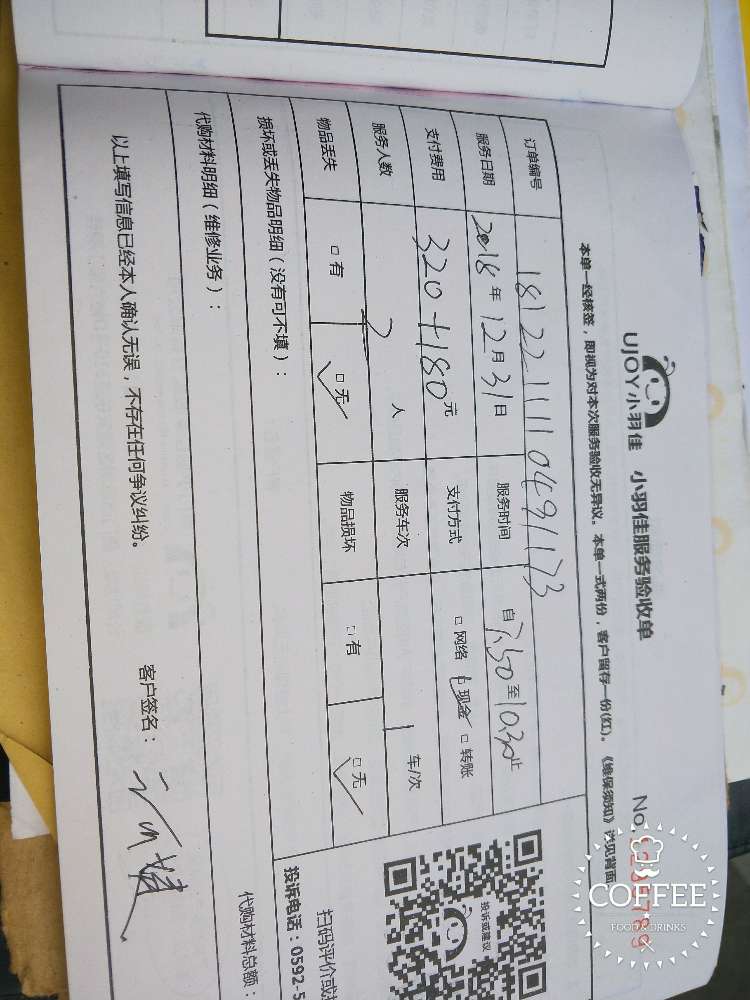 UJOY小羽佳 小羽佳服务验收单
No.
本单一经核签，即视为对本次服务验收无异议。本单一式两份，客户留存一份(红)。《维保须知》详见背面
订单编号 1812211110491173
服务日期 2018年12月31日 服务时间 自7.50至10.30止
支付费用 320+180元 支付方式 □网络 □现金 □转账
服务人数 2人 服务车次 1车/次
物品丢失 □有 □无 物品损坏 □有 □无
损坏或丢失物品明细（没有可不填）：
代购材料明细（维修业务）：
代购材料总额：
以上填写信息已经本人确认无误，不存在任何争议纠纷。 客户签名：
投诉或建议
扫码评价或
投诉电话：0592-5
COFFEE
FOOD & DRINKS